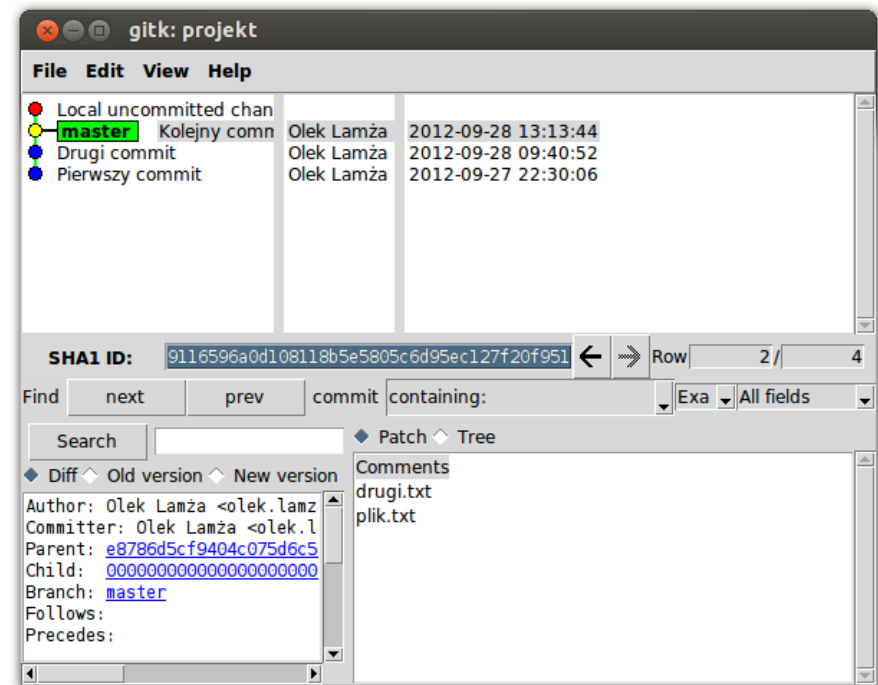 gitk: projekt
File Edit View Help
Local uncommitted chan
master Kolejny comm Olek Lamża 2012-09-28 13:13:44
Drugi commit Olek Lamża 2012-09-28 09:40:52
Pierwszy commit Olek Lamża 2012-09-27 22:30:06
SHA1 ID: 9116596a0d108118b5e5805c6d95ec127f20f951 Row 2 / 4
Find next prev commit containing: Exa All fields
Search
Patch Tree
Diff Old version New version
Comments
drugi.txt
plik.txt
Author: Olek Lamża <olek.lamz
Committer: Olek Lamża <olek.l
Parent: e8786d5cf9404c075d6c5
Child: 000000000000000000000
Branch: master
Follows:
Precedes: